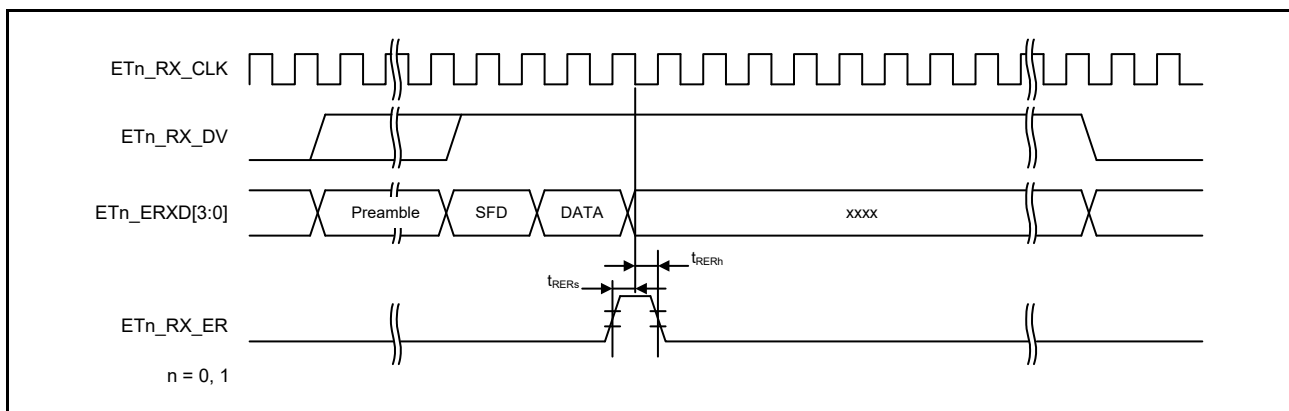 ETn_RX_CLK
ETn_RX_DV
ETn_ERXD[3:0]
Preamble
SFD
DATA
xxxx
tRERh
tRERs
ETn_RX_ER
n = 0, 1